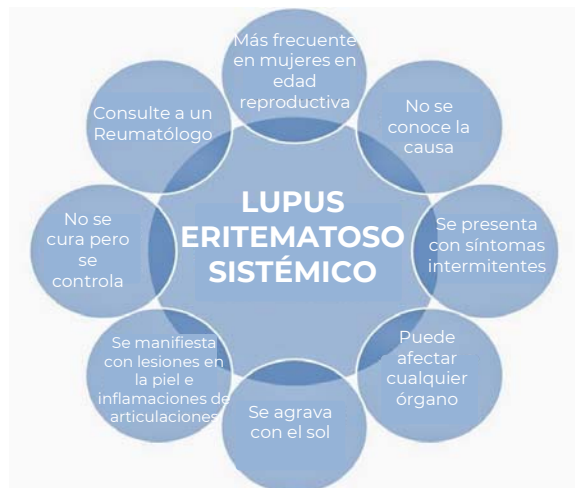 Más frecuente
en mujeres en
edad
reproductiva
No se
conoce la
causa
Se presenta
con síntomas
intermitentes
Puede
afectar
cualquier
órgano
Se agrava
con el sol
Se manifiesta
con lesiones en
la piel e
inflamaciones de
articulaciones
No se
cura pero
se
controla
Consulte a un
Reumatólogo
LUPUS
ERITEMATOSO
SISTÉMICO